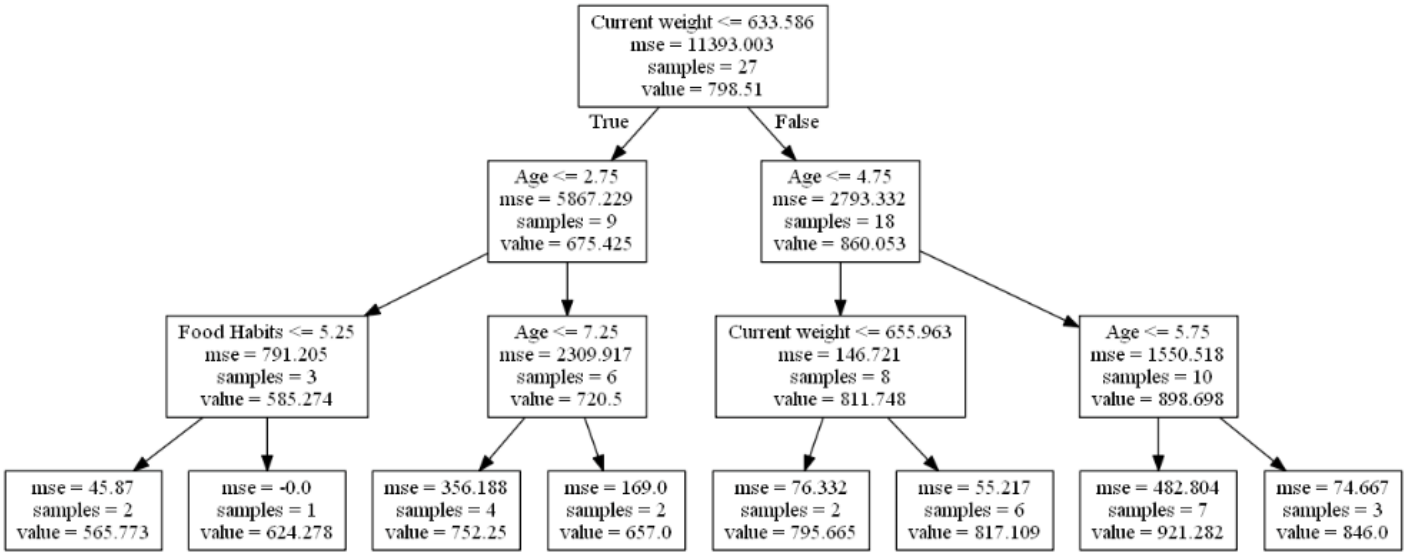 Current weight <= 633.586
mse = 11393.003
samples = 27
value = 798.51
True
False
Age <= 2.75
mse = 5867.229
samples = 9
value = 675.425
Age <= 4.75
mse = 2793.332
samples = 18
value = 860.053
Food Habits <= 5.25
mse = 791.205
samples = 3
value = 585.274
Age <= 7.25
mse = 2309.917
samples = 6
value = 720.5
Current weight <= 655.963
mse = 146.721
samples = 8
value = 811.748
Age <= 5.75
mse = 1550.518
samples = 10
value = 898.698
mse = 45.87
samples = 2
value = 565.773
mse = -0.0
samples = 1
value = 624.278
mse = 356.188
samples = 4
value = 752.25
mse = 169.0
samples = 2
value = 657.0
mse = 76.332
samples = 2
value = 795.665
mse = 55.217
samples = 6
value = 817.109
mse = 482.804
samples = 7
value = 921.282
mse = 74.667
samples = 3
value = 846.0